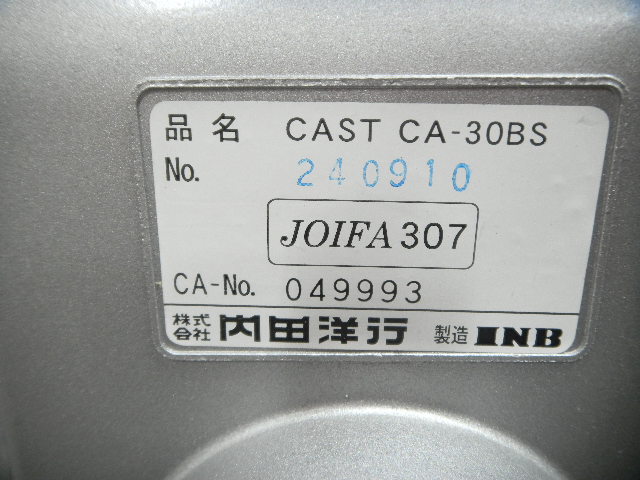 品名 CAST CA-30BS
No. 240910
JOIFA 307
CA-No. 049993
株式会社 内田洋行 製造 INB